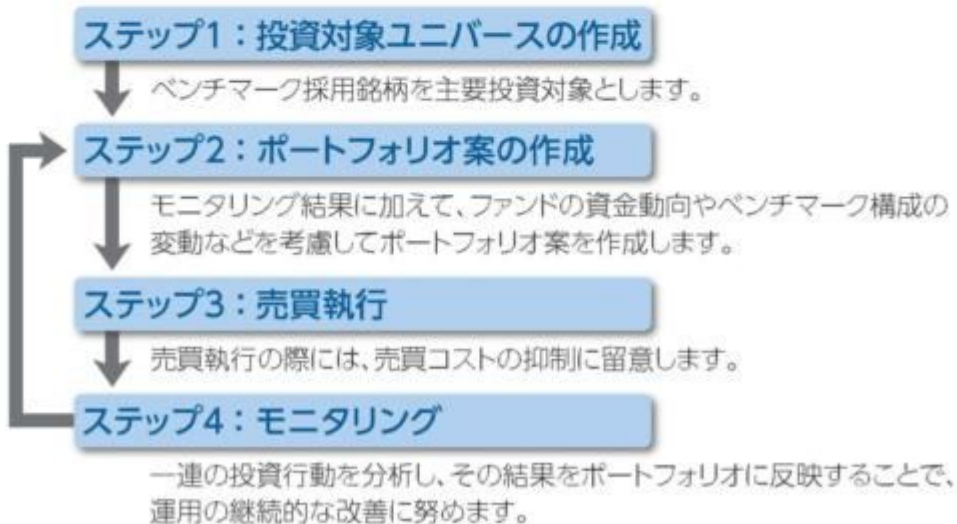 ステップ1：投資対象ユニバースの作成
ベンチマーク採用銘柄を主要投資対象とします。
ステップ2：ポートフォリオ案の作成
モニタリング結果に加えて、ファンドの資金動向やベンチマーク構成の
変動などを考慮してポートフォリオ案を作成します。
ステップ3：売買執行
売買執行の際には、売買コストの抑制に留意します。
ステップ4：モニタリング
一連の投資行動を分析し、その結果をポートフォリオに反映することで、
運用の継続的な改善に努めます。